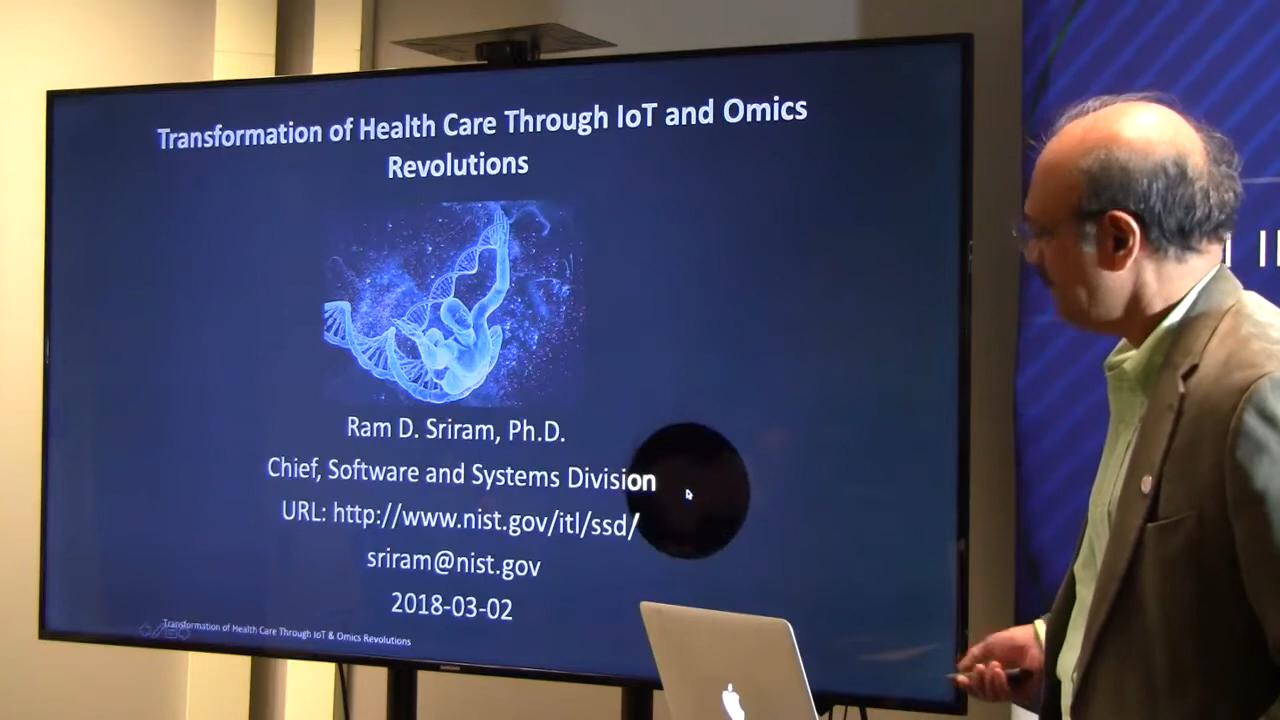 Transformation of Health Care Through IoT and Omics
Revolutions
Ram D. Sriram, Ph.D.
Chief, Software and Systems Division
URL: http://www.nist.gov/itl/ssd/
sriram@nist.gov
2018-03-02
Transformation of Health Care Through IoT & Omics Revolutions
SAMSUNG